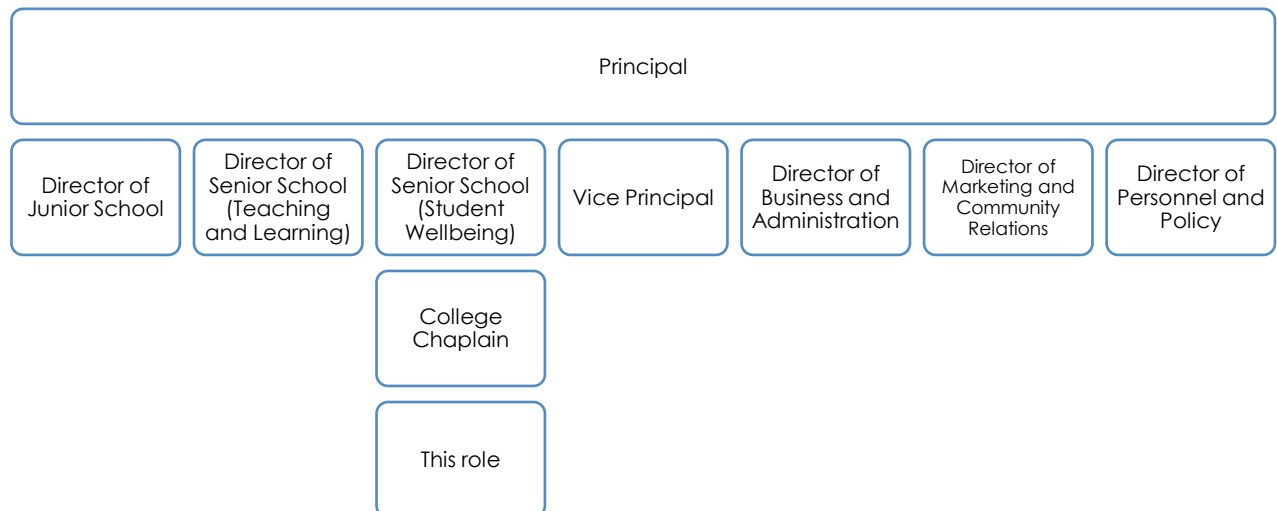 Principal
Director of
Junior School
Director of
Senior School
(Teaching
and Learning)
Director of
Senior School
(Student
Wellbeing)
Vice Principal
Director of
Business and
Administration
Director of
Marketing and
Community
Relations
Director of
Personnel and
Policy
College
Chaplain
This role